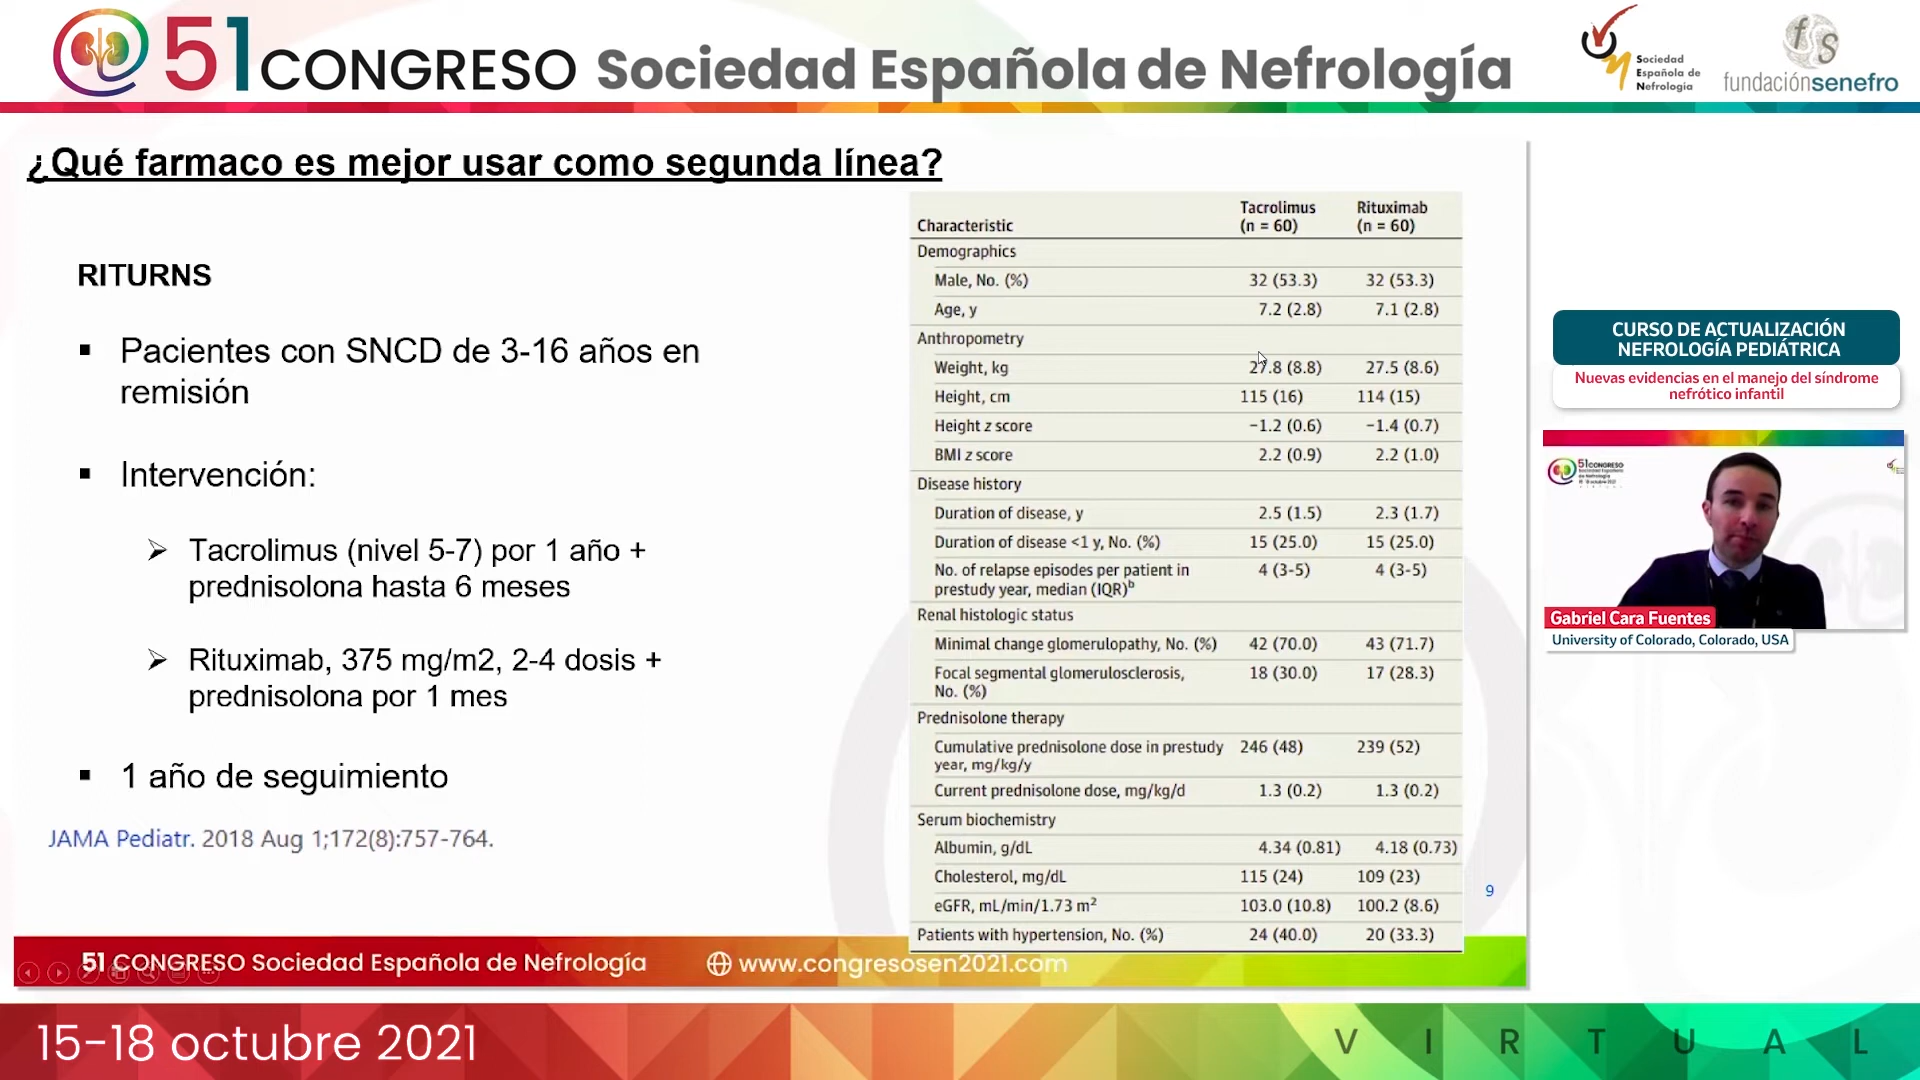 51 CONGRESO Sociedad Española de Nefrología
Sociedad
Española de
Nefrología
fundaciónsenefro
¿Qué farmaco es mejor usar como segunda línea?
RITURNS
▪ Pacientes con SNCD de 3-16 años en
remisión
▪ Intervención:
➢ Tacrolimus (nivel 5-7) por 1 año +
prednisolona hasta 6 meses
➢ Rituximab, 375 mg/m2, 2-4 dosis +
prednisolona por 1 mes
▪ 1 año de seguimiento
JAMA Pediatr. 2018 Aug 1;172(8):757-764.
Tacrolimus Rituximab
Characteristic (n = 60) (n = 60)
Demographics
Male, No. (%) 32 (53.3) 32 (53.3)
Age, y 7.2 (2.8) 7.1 (2.8)
Anthropometry
Weight, kg 27.8 (8.8) 27.5 (8.6)
Height, cm 115 (16) 114 (15)
Height z score −1.2 (0.6) −1.4 (0.7)
BMI z score 2.2 (0.9) 2.2 (1.0)
Disease history
Duration of disease, y 2.5 (1.5) 2.3 (1.7)
Duration of disease <1 y, No. (%) 15 (25.0) 15 (25.0)
No. of relapse episodes per patient in 4 (3-5) 4 (3-5)
prestudy year, median (IQR)b
Renal histologic status
Minimal change glomerulopathy, No. (%) 42 (70.0) 43 (71.7)
Focal segmental glomerulosclerosis, 18 (30.0) 17 (28.3)
No. (%)
Prednisolone therapy
Cumulative prednisolone dose in prestudy 246 (48) 239 (52)
year, mg/kg/y
Current prednisolone dose, mg/kg/d 1.3 (0.2) 1.3 (0.2)
Serum biochemistry
Albumin, g/dL 4.34 (0.81) 4.18 (0.73)
Cholesterol, mg/dL 115 (24) 109 (23)
eGFR, mL/min/1.73 m² 103.0 (10.8) 100.2 (8.6)
Patients with hypertension, No. (%) 24 (40.0) 20 (33.3)
9
51 CONGRESO Sociedad Española de Nefrología
www.congresosen2021.com
CURSO DE ACTUALIZACIÓN
NEFROLOGÍA PEDIÁTRICA
Nuevas evidencias en el manejo del síndrome
nefrótico infantil
51 CONGRESO
Gabriel Cara Fuentes
University of Colorado, Colorado, USA
15-18 octubre 2021
VIRTUAL